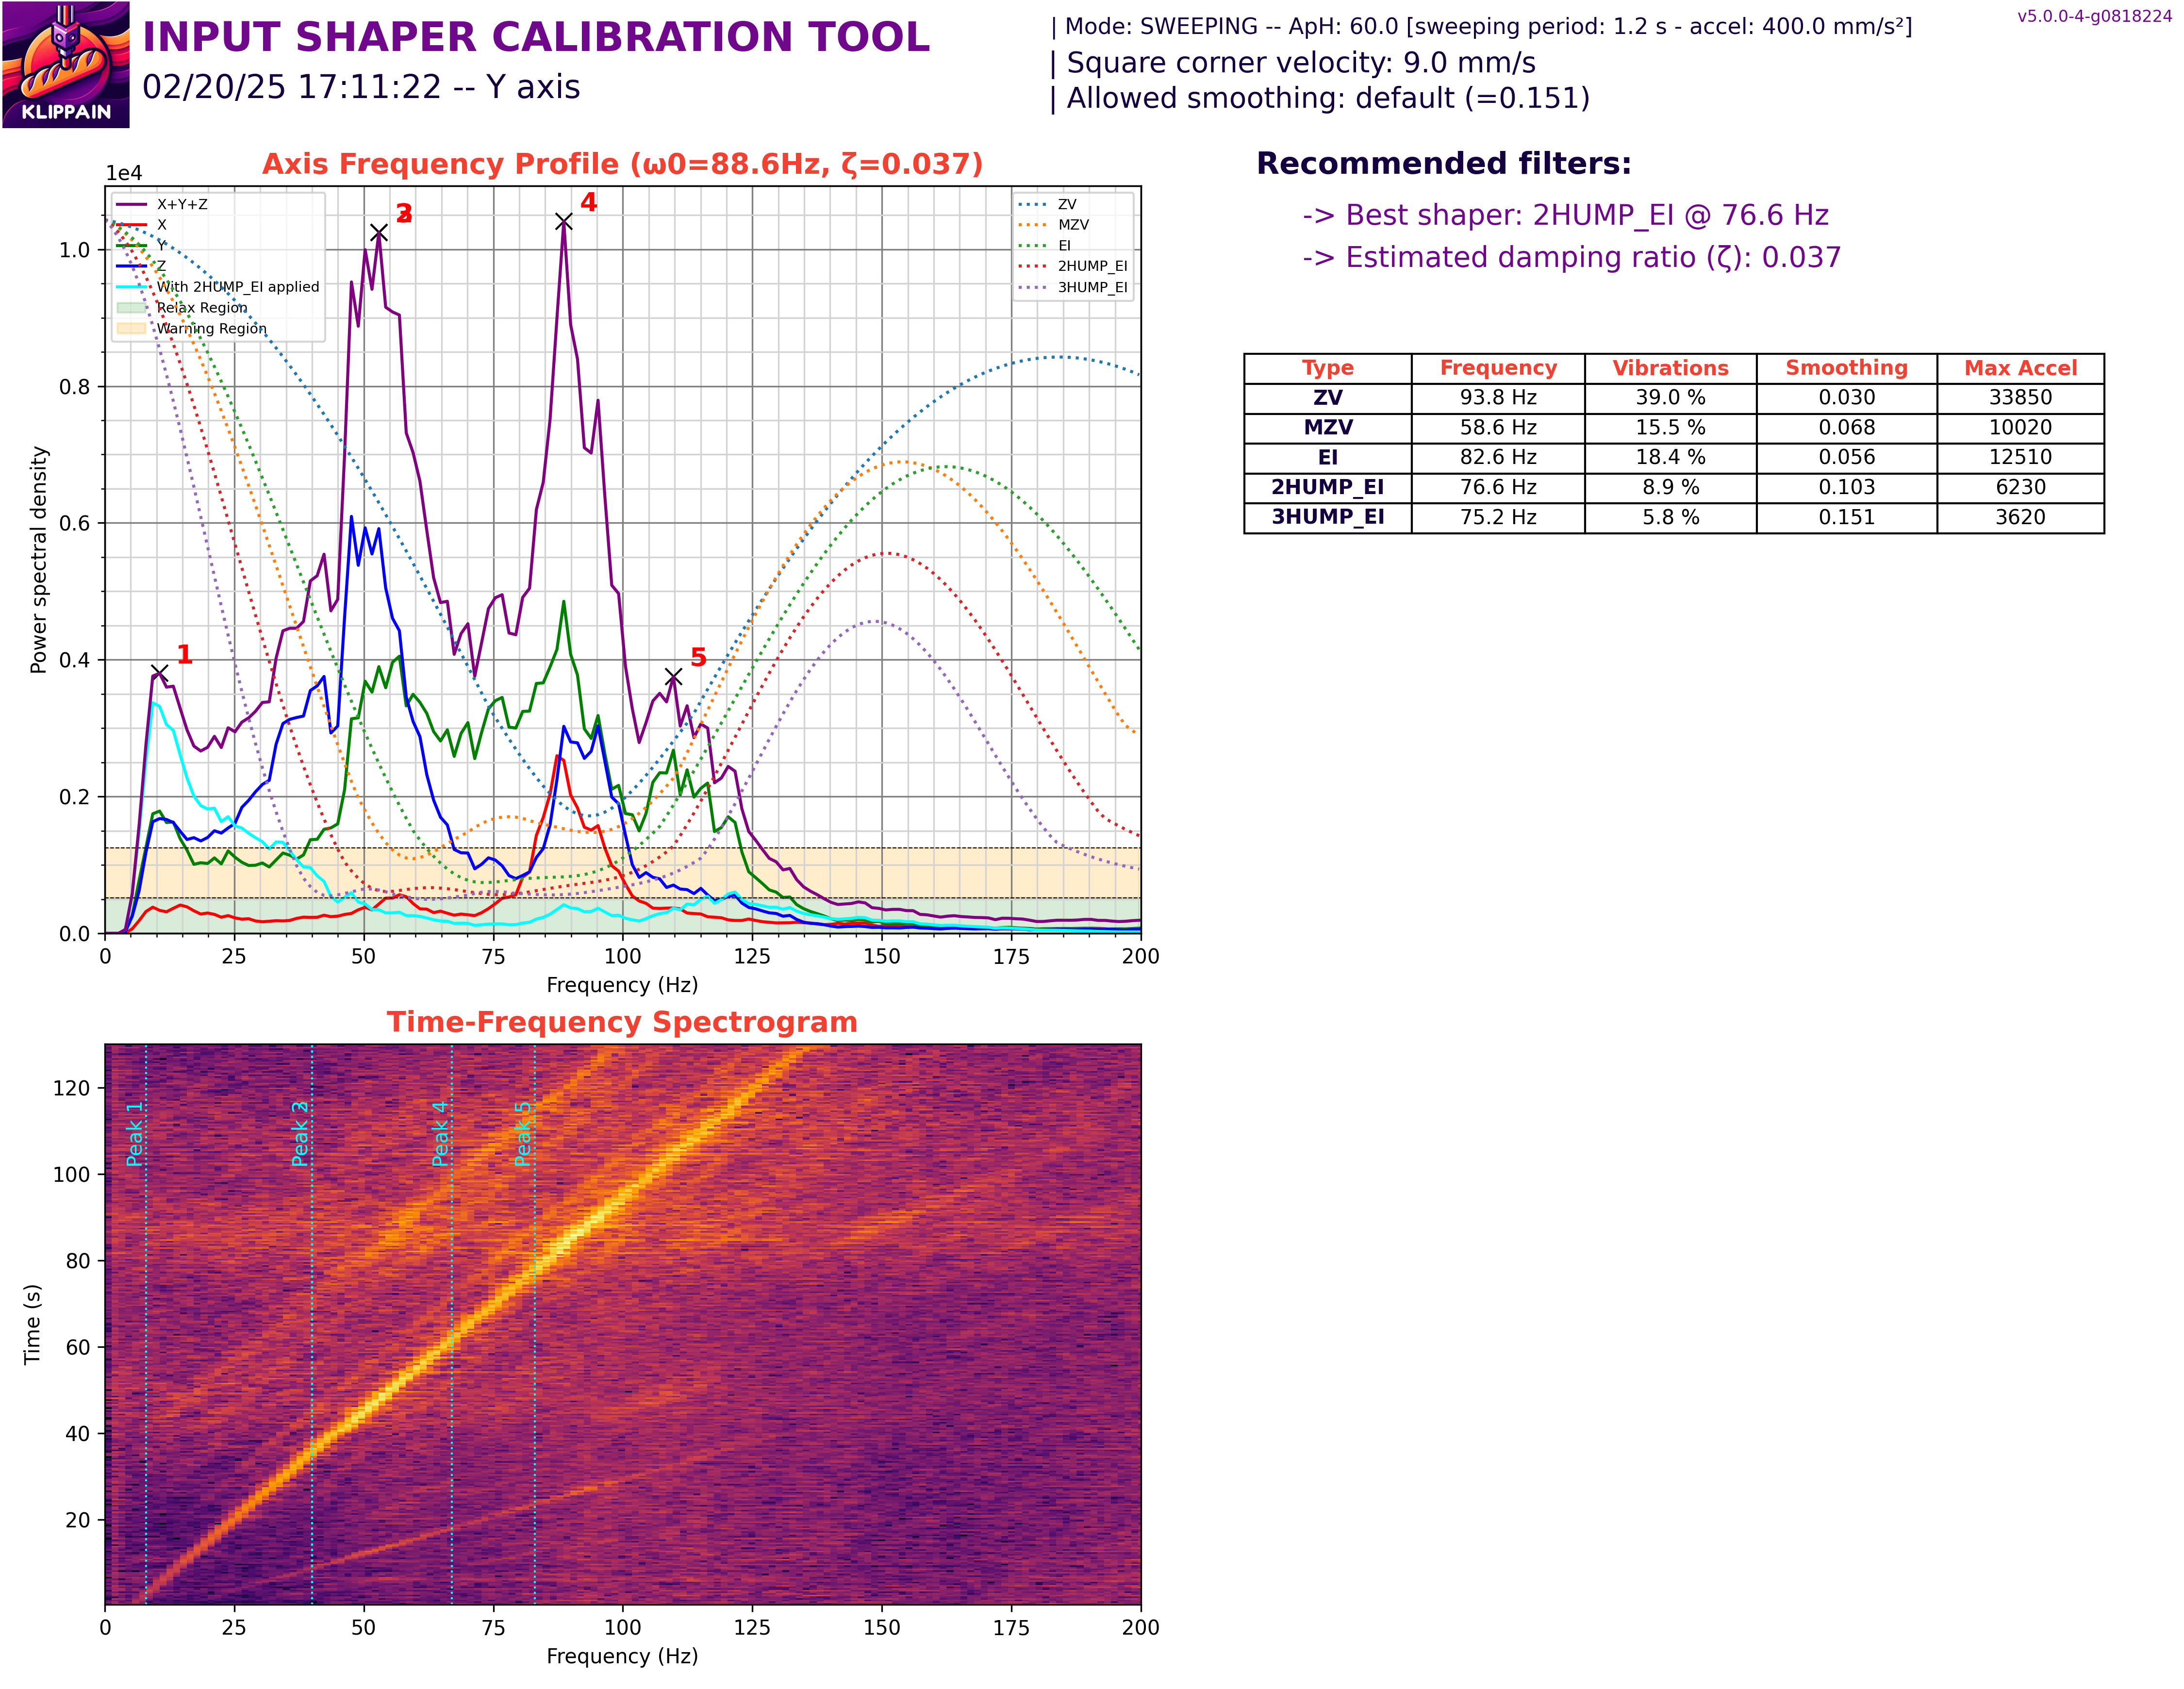 KLIPPAIN
INPUT SHAPER CALIBRATION TOOL
02/20/25 17:11:22 -- Y axis
| Mode: SWEEPING -- ApH: 60.0 [sweeping period: 1.2 s - accel: 400.0 mm/s²]
| Square corner velocity: 9.0 mm/s
| Allowed smoothing: default (=0.151)
v5.0.0-4-g0818224
Axis Frequency Profile (ω0=88.6Hz, ζ=0.037)
1e4
X+Y+Z
X
Y
Z
With 2HUMP_EI applied
Relax Region
Warning Region
ZV
MZV
EI
2HUMP_EI
3HUMP_EI
1
3
4
5
1.0
0.8
0.6
0.4
0.2
0.0
Power spectral density
0 25 50 75 100 125 150 175 200
Frequency (Hz)
Recommended filters:
-> Best shaper: 2HUMP_EI @ 76.6 Hz
-> Estimated damping ratio (ζ): 0.037
Type Frequency Vibrations Smoothing Max Accel
ZV 93.8 Hz 39.0 % 0.030 33850
MZV 58.6 Hz 15.5 % 0.068 10020
EI 82.6 Hz 18.4 % 0.056 12510
2HUMP_EI 76.6 Hz 8.9 % 0.103 6230
3HUMP_EI 75.2 Hz 5.8 % 0.151 3620
Time-Frequency Spectrogram
Peak 1
Peak
Peak 4
Peak 5
120
100
80
60
40
20
Time (s)
0 25 50 75 100 125 150 175 200
Frequency (Hz)